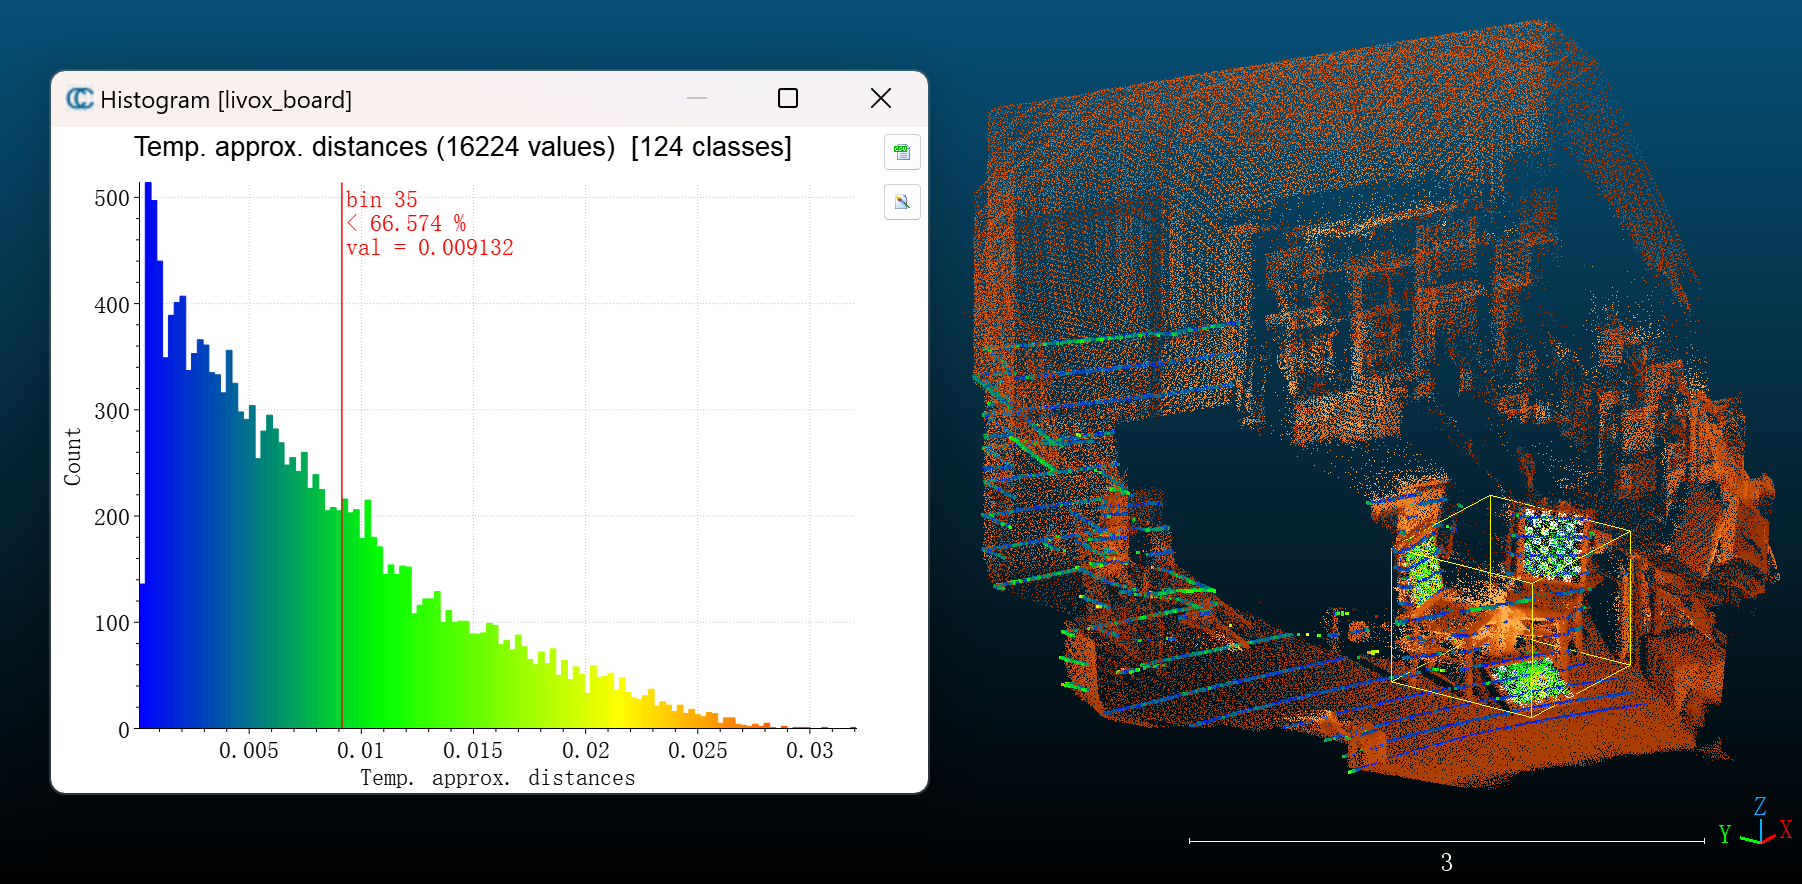 Histogram [livox_board]
Temp. approx. distances (16224 values) [124 classes]
500
400
300
200
100
0
Count
bin 35
< 66.574 %
val = 0.009132
0.005 0.01 0.015 0.02 0.025 0.03
Temp. approx. distances
Z
Y X
3